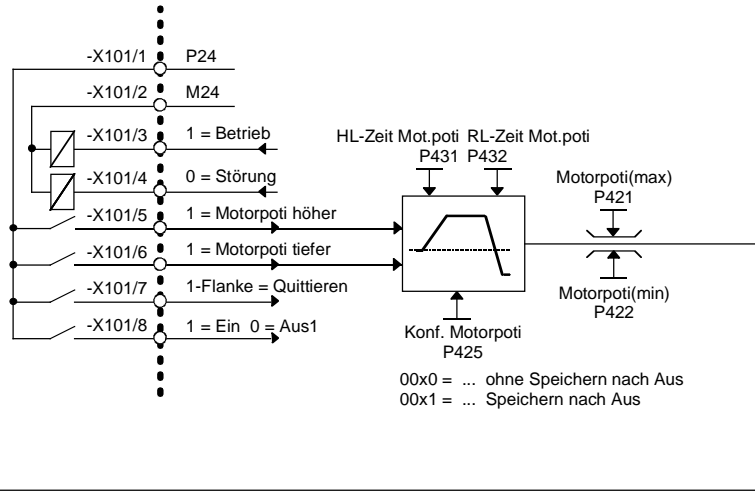 -X101/1 P24
-X101/2 M24
-X101/3 1 = Betrieb
-X101/4 0 = Störung
-X101/5 1 = Motorpoti höher
-X101/6 1 = Motorpoti tiefer
-X101/7 1-Flanke = Quittieren
-X101/8 1 = Ein 0 = Aus1
HL-Zeit Mot.poti RL-Zeit Mot.poti
P431 P432
Motorpoti(max)
P421
Motorpoti(min)
P422
Konf. Motorpoti
P425
00x0 = ... ohne Speichern nach Aus
00x1 = ... Speichern nach Aus